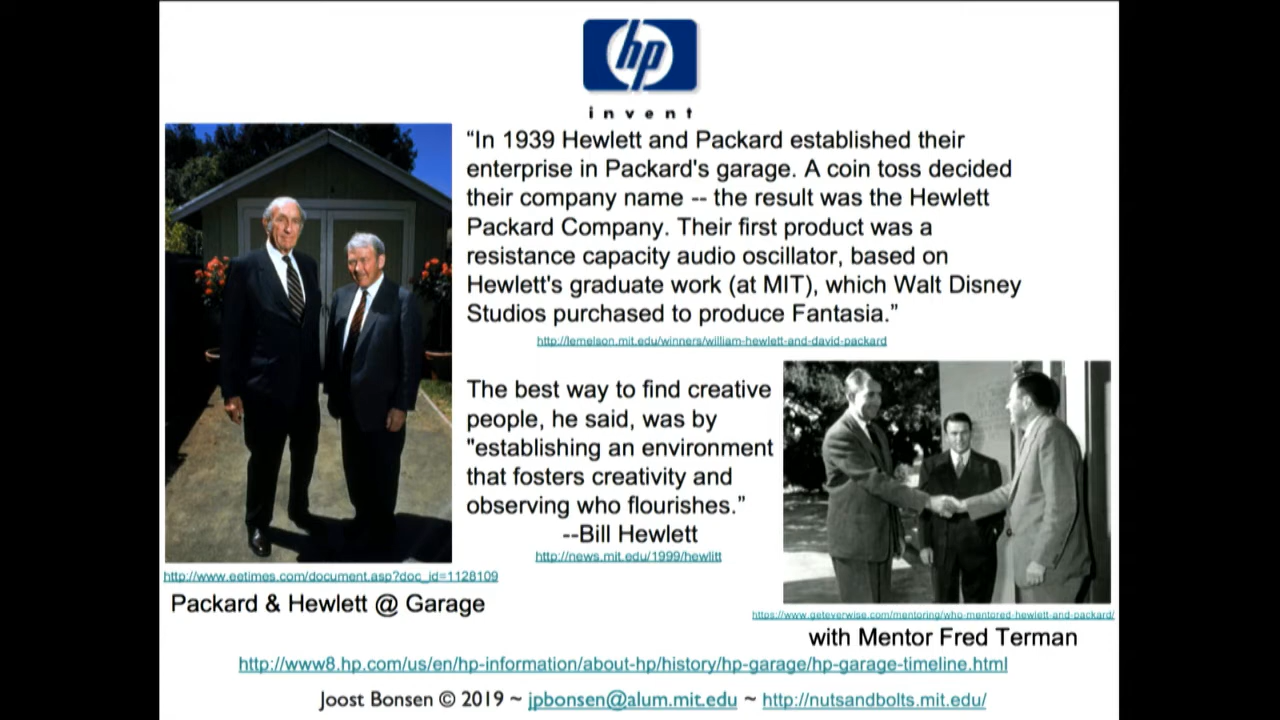 hp
invent
“In 1939 Hewlett and Packard established their
enterprise in Packard's garage. A coin toss decided
their company name -- the result was the Hewlett
Packard Company. Their first product was a
resistance capacity audio oscillator, based on
Hewlett's graduate work (at MIT), which Walt Disney
Studios purchased to produce Fantasia.”
http://lemelson.mit.edu/winners/william-hewlett-and-david-packard
The best way to find creative
people, he said, was by
"establishing an environment
that fosters creativity and
observing who flourishes.”
--Bill Hewlett
http://news.mit.edu/1999/hewlitt
http://www.eetimes.com/document.asp?doc_id=1128109
Packard & Hewlett @ Garage
https://www.geteverwise.com/mentoring/who-mentored-hewlett-and-packard/
with Mentor Fred Terman
http://www8.hp.com/us/en/hp-information/about-hp/history/hp-garage/hp-garage-timeline.html
Joost Bonsen © 2019 ~ jpbonsen@alum.mit.edu ~ http://nutsandbolts.mit.edu/